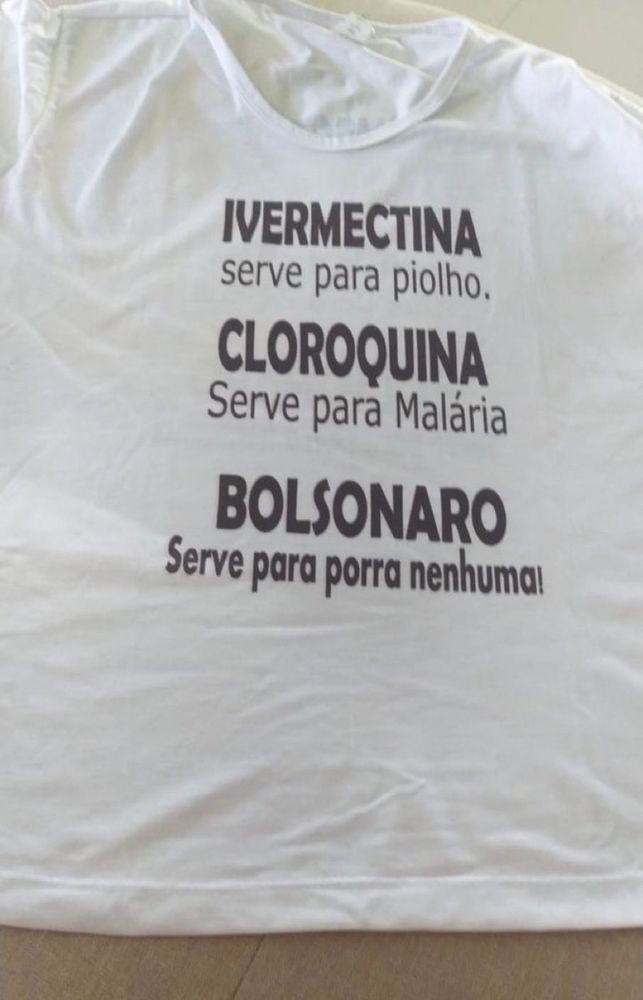 IVERMECTINA
serve para piolho.
CLOROQUINA
Serve para Malária
BOLSONARO
Serve para porra nenhuma!